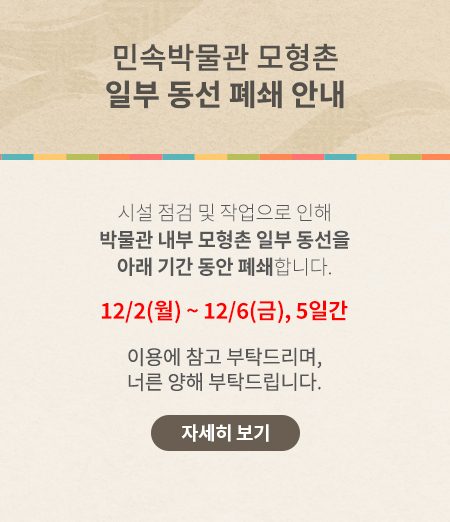 민속박물관 모형촌
일부 동선 폐쇄 안내
시설 점검 및 작업으로 인해
박물관 내부 모형촌 일부 동선을
아래 기간 동안 폐쇄합니다.
12/2(월) ~ 12/6(금), 5일간
이용에 참고 부탁드리며,
너른 양해 부탁드립니다.
자세히 보기